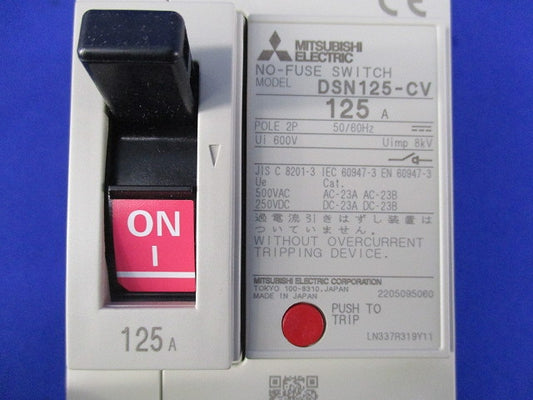 CE
MITSUBISHI
ELECTRIC
NO-FUSE SWITCH
MODEL DSN125-CV
125 A
POLE 2P 50/60Hz
Ui 600V Uimp 8kV
JIS C 8201-3 IEC 60947-3 EN 60947-3
Ue Cat.
500VAC AC-23A AC-23B
250VDC DC-23A DC-23B
過電流引きはずし装置は
ついていません。
WITHOUT OVERCURRENT
TRIPPING DEVICE.
MITSUBISHI ELECTRIC CORPORATION
TOKYO 100-8310, JAPAN
MADE IN JAPAN 2205095060
PUSH TO
TRIP
LN337R319Y11
ON
I
125 A